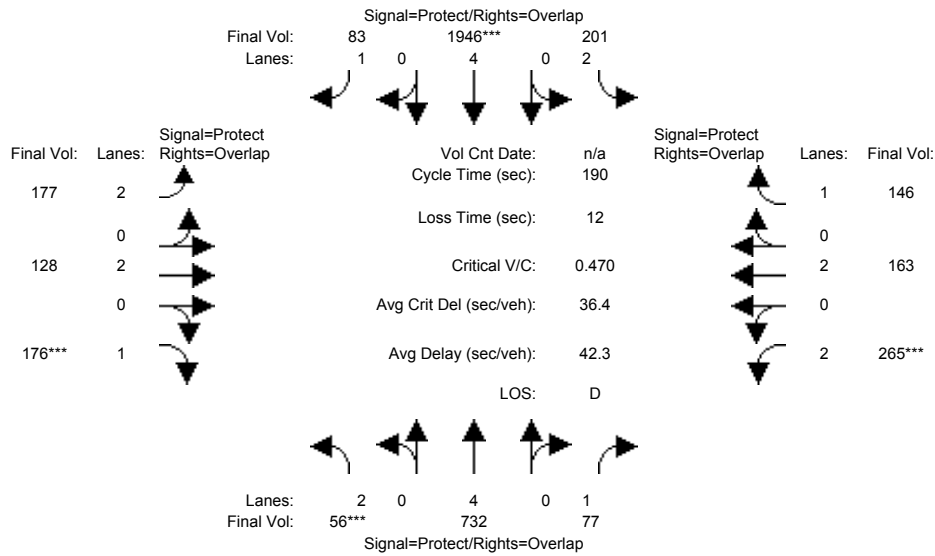 Signal=Protect/Rights=Overlap
Final Vol: 83 1946*** 201
Lanes: 1 0 4 0 2
Signal=Protect Signal=Protect
Final Vol: Lanes: Rights=Overlap Vol Cnt Date: n/a Rights=Overlap Lanes: Final Vol:
Cycle Time (sec): 190
177 2 1 146
Loss Time (sec): 12
0 0
128 2 Critical V/C: 0.470 2 163
0 Avg Crit Del (sec/veh): 36.4 0
176*** 1 Avg Delay (sec/veh): 42.3 2 265***
LOS: D
Lanes: 2 0 4 0 1
Final Vol: 56*** 732 77
Signal=Protect/Rights=Overlap